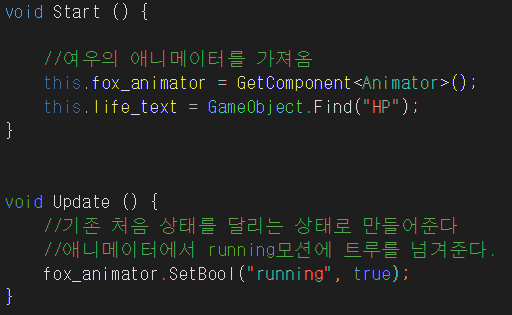 void Start () {
//여우의 애니메이터를 가져옴
this.fox_animator = GetComponent<Animator>();
this.life_text = GameObject.Find("HP");
}
void Update () {
//기존 처음 상태를 달리는 상태로 만들어준다
//애니메이터에서 running모션에 트루를 넘겨준다.
fox_animator.SetBool("running", true);
}